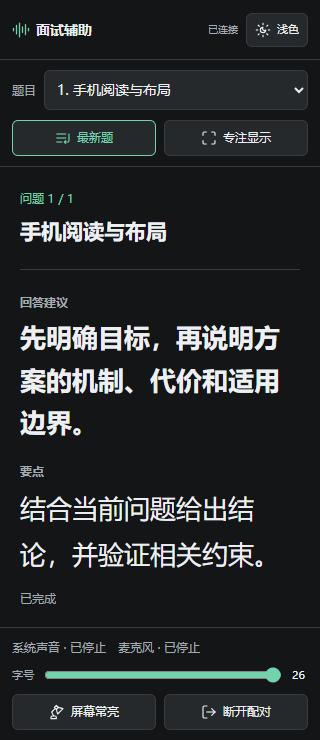 面试辅助
已连接
浅色
题目
1. 手机阅读与布局
最新题
专注显示
问题 1 / 1
手机阅读与布局
回答建议
先明确目标，再说明方
案的机制、代价和适用
边界。
要点
结合当前问题给出结
论，并验证相关约束。
已完成
系统声音 · 已停止 麦克风 · 已停止
字号
26
屏幕常亮
断开配对